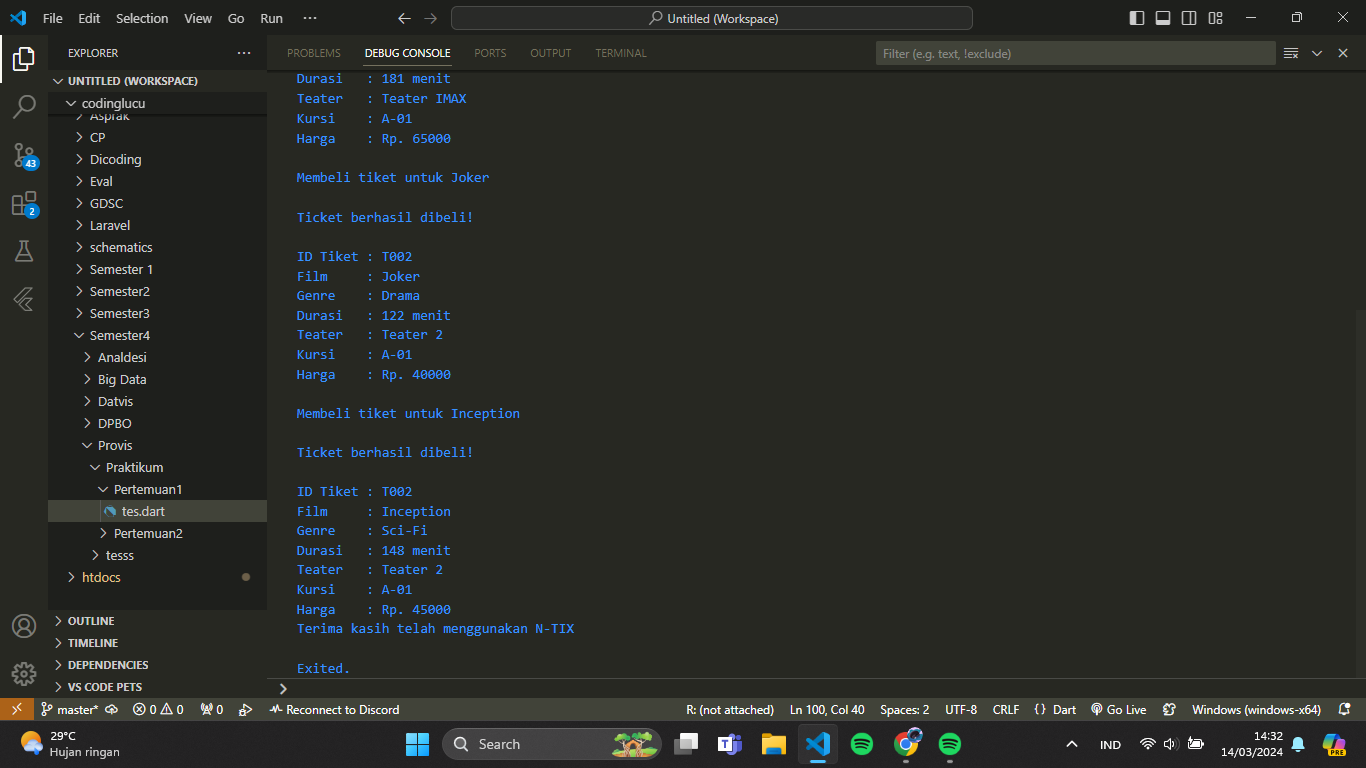 File Edit Selection View Go Run ···
Untitled (Workspace)
EXPLORER
UNTITLED (WORKSPACE)
codinglucu
Asprak
CP
Dicoding
Eval
GDSC
Laravel
schematics
Semester 1
Semester2
Semester3
Semester4
Analdesi
Big Data
Datvis
DPBO
Provis
Praktikum
Pertemuan1
tes.dart
Pertemuan2
tesss
htdocs
OUTLINE
TIMELINE
DEPENDENCIES
VS CODE PETS
43
2
PROBLEMS DEBUG CONSOLE PORTS OUTPUT TERMINAL
Filter (e.g. text, !exclude)
Durasi : 181 menit
Teater : Teater IMAX
Kursi : A-01
Harga : Rp. 65000
Membeli tiket untuk Joker
Ticket berhasil dibeli!
ID Tiket : T002
Film : Joker
Genre : Drama
Durasi : 122 menit
Teater : Teater 2
Kursi : A-01
Harga : Rp. 40000
Membeli tiket untuk Inception
Ticket berhasil dibeli!
ID Tiket : T002
Film : Inception
Genre : Sci-Fi
Durasi : 148 menit
Teater : Teater 2
Kursi : A-01
Harga : Rp. 45000
Terima kasih telah menggunakan N-TIX
Exited.
master* 0 0 0 Reconnect to Discord R: (not attached) Ln 100, Col 40 Spaces: 2 UTF-8 CRLF {} Dart Go Live Windows (windows-x64)
29°C
Hujan ringan
Search
IND
14:32
14/03/2024
PRE